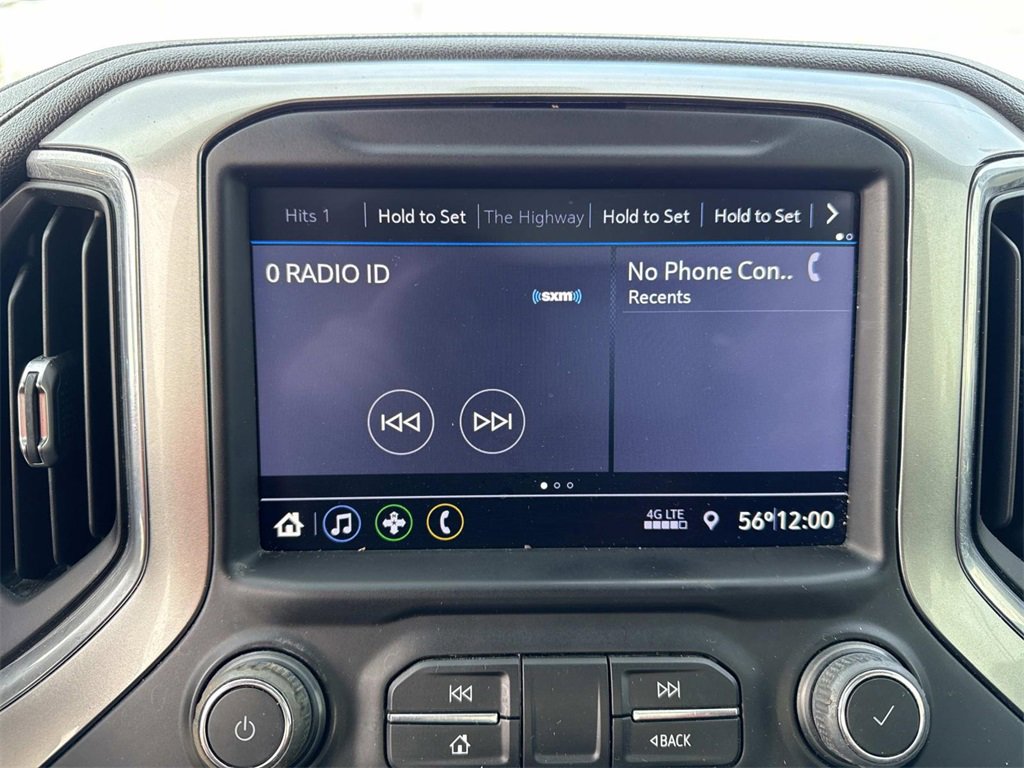 Hits 1 Hold to Set The Highway Hold to Set Hold to Set
0 RADIO ID
((sxm))
No Phone Con..
Recents
4G LTE
56° 12:00
BACK